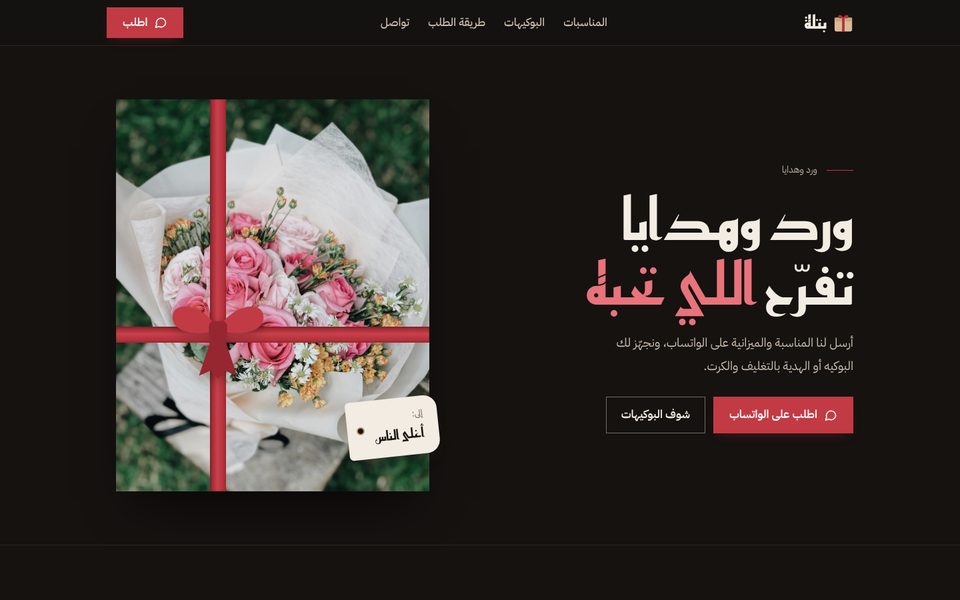 بتلة
المناسبات
البوكيهات
طريقة الطلب
تواصل
اطلب
ورد وهدايا
ورد وهدايا
تفرّح اللي تحبه
أرسل لنا المناسبة والميزانية على الواتساب، ونجهّز لك
البوكيه أو الهدية بالتغليف والكرت.
اطلب على الواتساب
شوف البوكيهات
إلى:
أغلى الناس